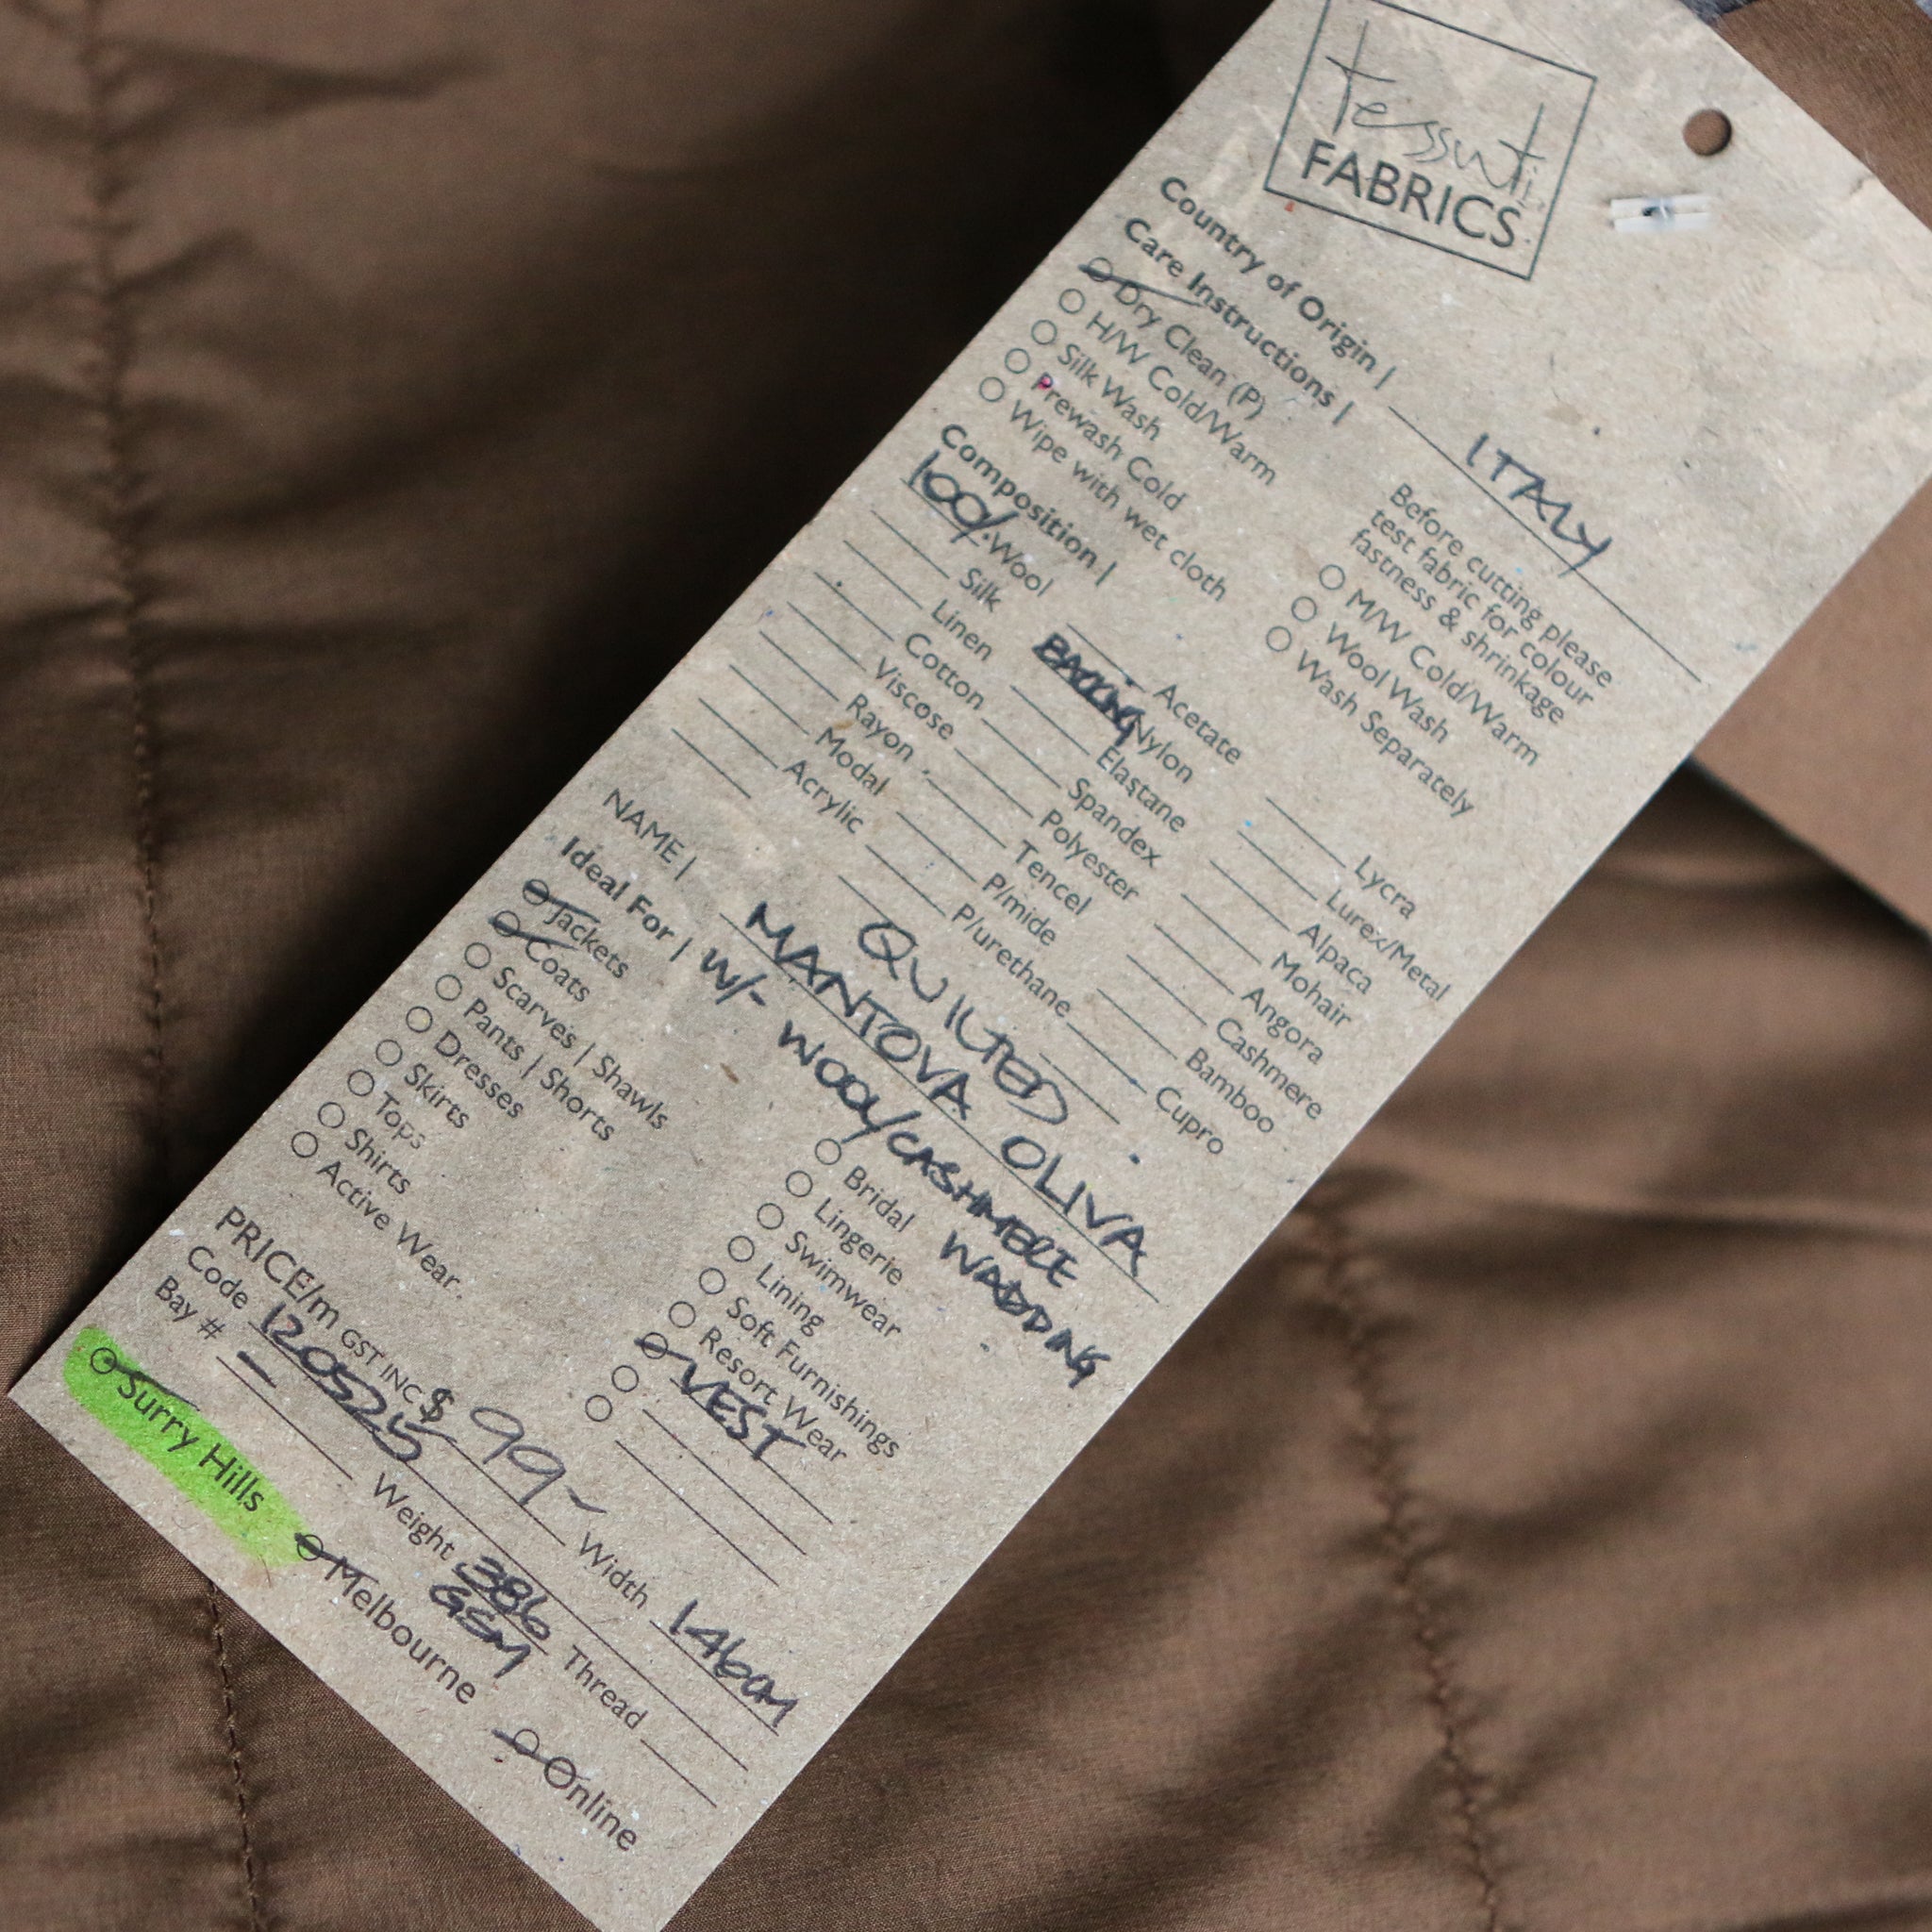 tessuti
FABRICS
Country of Origin | ITALY
Care Instructions |
Dry Clean (P)
H/W Cold/Warm
Silk Wash
Prewash Cold
Wipe with wet cloth
Before cutting please
test fabric for colour
fastness & shrinkage
M/W Cold/Warm
Wool Wash
Wash Separately
Composition |
100% Wool
Silk
Linen
Cotton
Viscose
Rayon
Modal
Acrylic
Acetate
BACKING Nylon
Elastane
Spandex
Polyester
Tencel
P/mide
P/urethane
Lycra
Lurex/Metal
Alpaca
Mohair
Angora
Cashmere
Bamboo
Cupro
QUILTED
NAME | MANTOVA OLIVA
W/- WOOL/CASHMERE
WADDING
Ideal For |
Jackets
Coats
Scarves | Shawls
Pants | Shorts
Dresses
Skirts
Tops
Shirts
Active Wear
Bridal
Lingerie
Swimwear
Lining
Soft Furnishings
Resort Wear
VEST
PRICE/m GST INC $ 99- Width 146cm
Code 120525
Bay # - Weight 386 GSM Thread
Surry Hills Melbourne Online